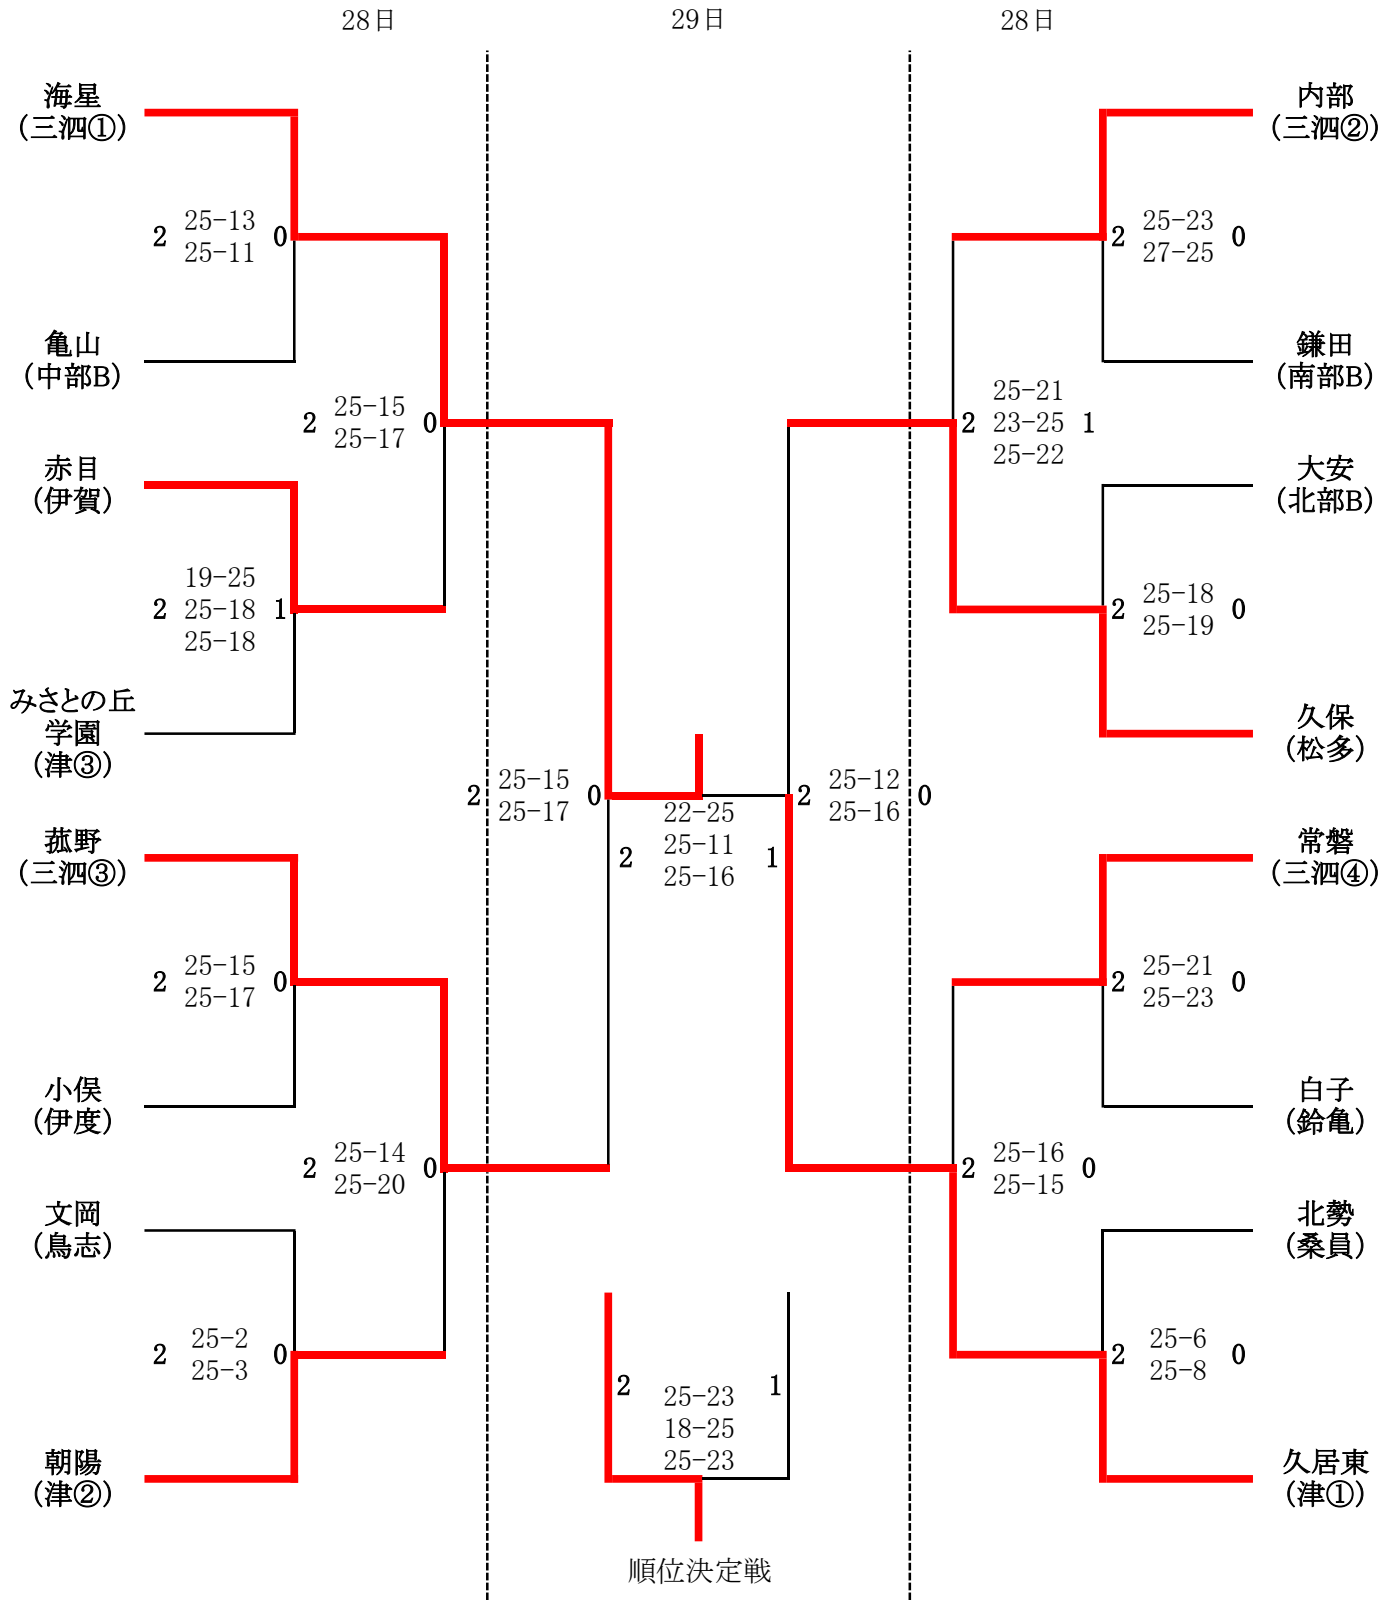 28日
29日
28日
海星
(三泗①)
2 25-13 0
25-11
亀山
(中部B)
2 25-15 0
25-17
赤目
(伊賀)
19-25
2 25-18 1
25-18
みさとの丘
学園
(津③)
2 25-15 0
25-17
菰野
(三泗③)
2 25-15 0
25-17
小俣
(伊度)
2 25-14 0
25-20
文岡
(鳥志)
2 25-2 0
25-3
朝陽
(津②)
22-25
2 25-11 1
25-16
2 25-23 1
18-25
25-23
順位決定戦
内部
(三泗②)
2 25-23 0
27-25
鎌田
(南部B)
25-21
2 23-25 1
25-22
大安
(北部B)
2 25-18 0
25-19
久保
(松多)
2 25-12 0
25-16
常磐
(三泗④)
2 25-21 0
25-23
白子
(鈴亀)
2 25-16 0
25-15
北勢
(桑員)
2 25-6 0
25-8
久居東
(津①)